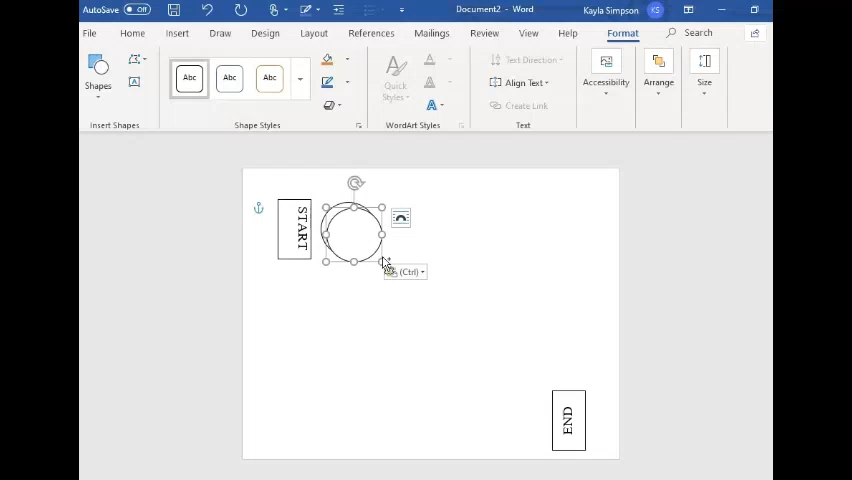 AutoSave Off Document2 - Word Kayla Simpson KS
File Home Insert Draw Design Layout References Mailings Review View Help Format Search
Shapes
Abc Abc Abc
Quick Styles
Text Direction
Align Text
Create Link
Accessibility
Arrange
Size
Insert Shapes Shape Styles WordArt Styles Text
START
(Ctrl)
END